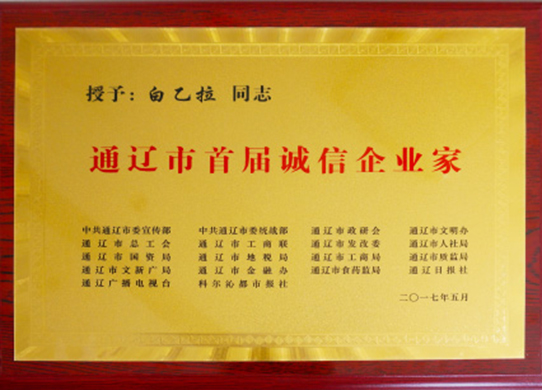 授予：白乙拉 同志
通辽市首届诚信企业家
中共通辽市委宣传部 中共通辽市委统战部 通辽市政研会 通辽市文明办
通辽市总工会 通辽市工商联 通辽市发改委 通辽市人社局
通辽市国资局 通辽市地税局 通辽市工商局 通辽市质监局
通辽市文新广局 通辽市金融办 通辽市食药监局 通辽日报社
通辽广播电视台 科尔沁都市报社
二〇一七年五月